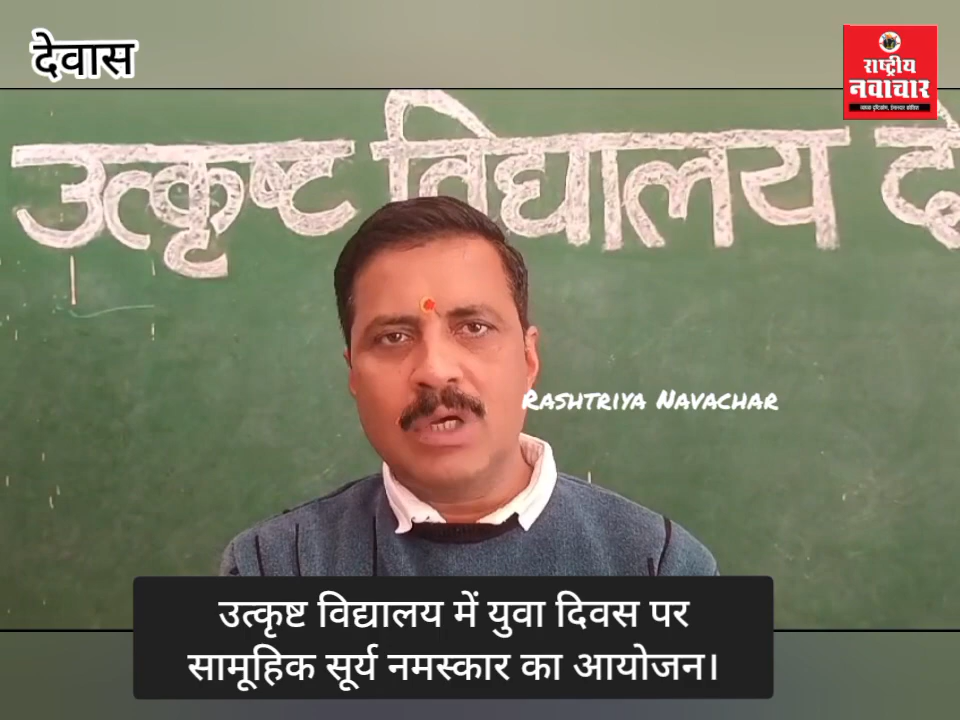 देवास
राष्ट्रीय
नवाचार
उत्कृष्ट विद्यालय दे
RASHTRIYA NAVACHAR
उत्कृष्ट विद्यालय में युवा दिवस पर
सामूहिक सूर्य नमस्कार का आयोजन।